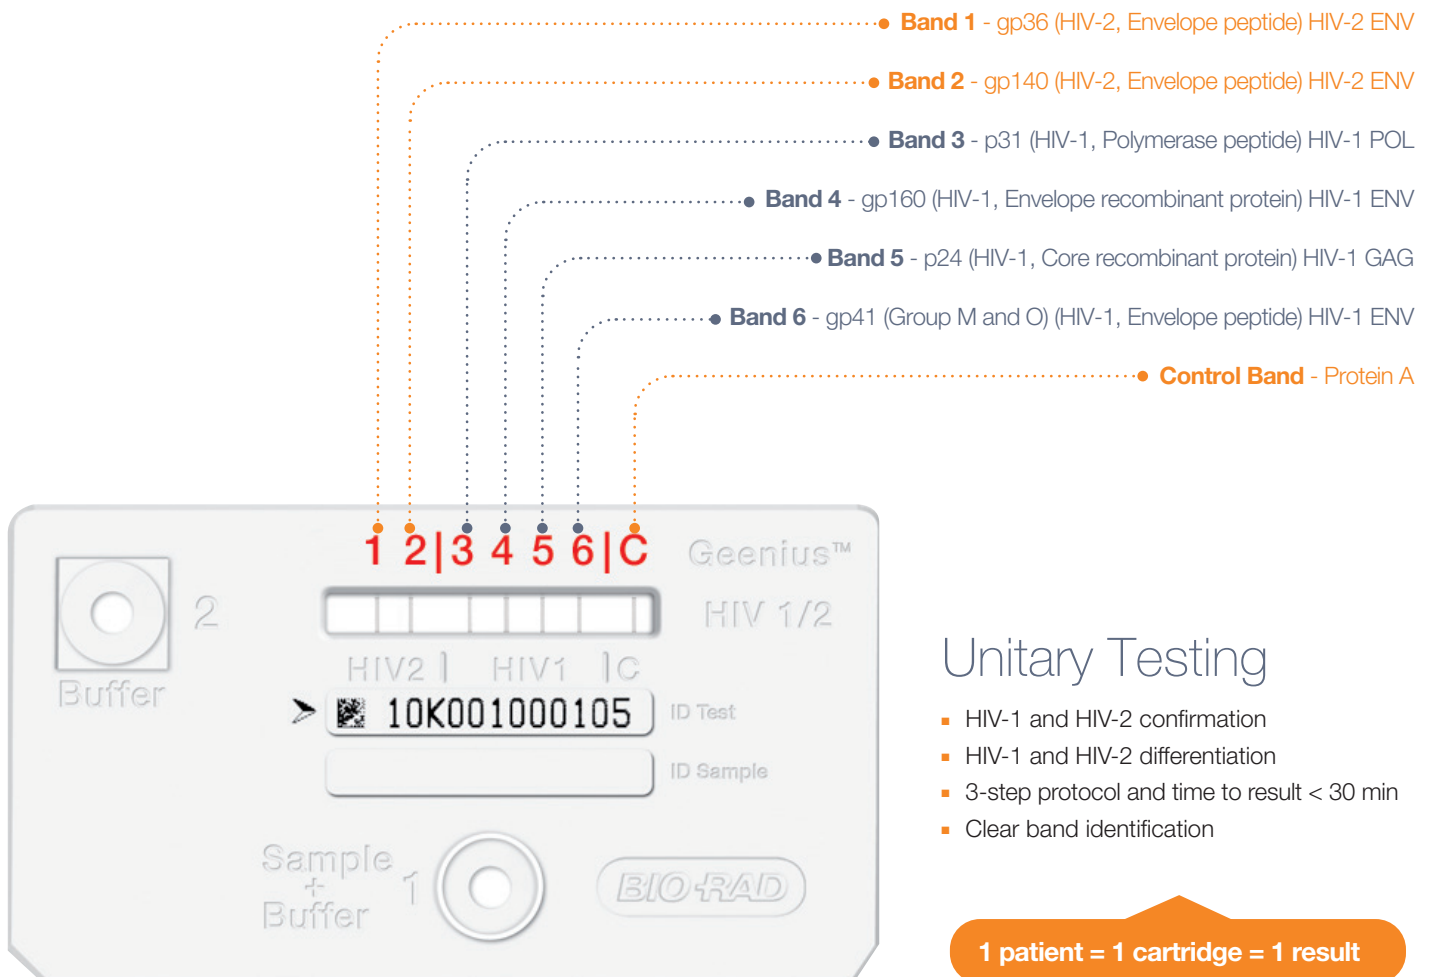 Band 1 - gp36 (HIV-2, Envelope peptide) HIV-2 ENV
Band 2 - gp140 (HIV-2, Envelope peptide) HIV-2 ENV
Band 3 - p31 (HIV-1, Polymerase peptide) HIV-1 POL
Band 4 - gp160 (HIV-1, Envelope recombinant protein) HIV-1 ENV
Band 5 - p24 (HIV-1, Core recombinant protein) HIV-1 GAG
Band 6 - gp41 (Group M and O) (HIV-1, Envelope peptide) HIV-1 ENV
Control Band - Protein A
1 2|3 4 5 6|C
Geenius™
HIV 1/2
2
Buffer
HIV2 | HIV1 |C
10K001000105
ID Test
ID Sample
Sample
+
Buffer
1
BIO-RAD
Unitary Testing
HIV-1 and HIV-2 confirmation
HIV-1 and HIV-2 differentiation
3-step protocol and time to result < 30 min
Clear band identification
1 patient = 1 cartridge = 1 result